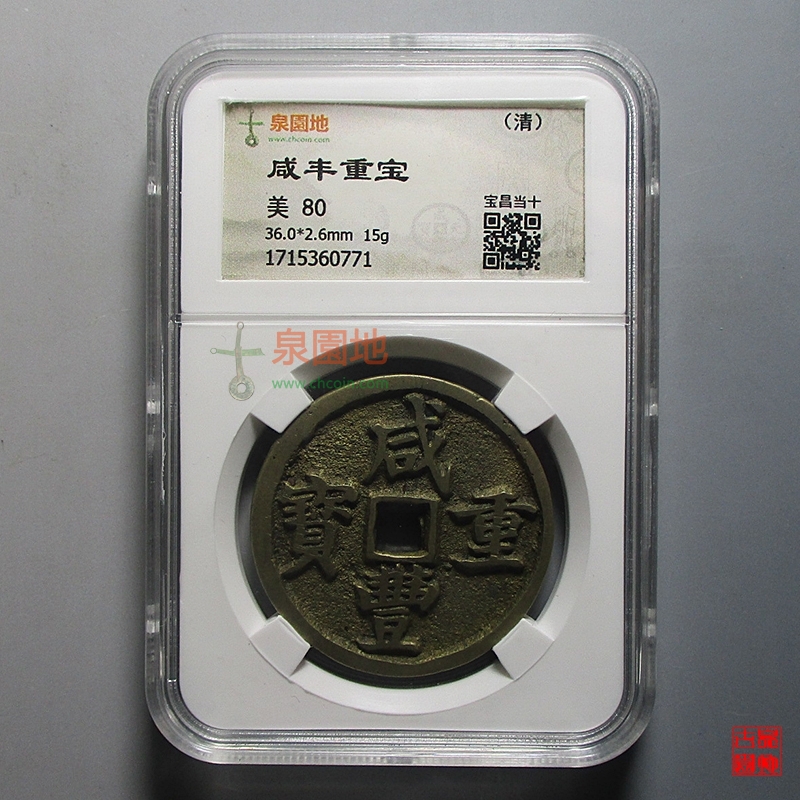 泉園地
www.chcoin.com
（清）
咸丰重宝
美 80
宝昌当十
36.0*2.6mm 15g
1715360771
泉園地
www.chcoin.com
咸
寶 重
豐